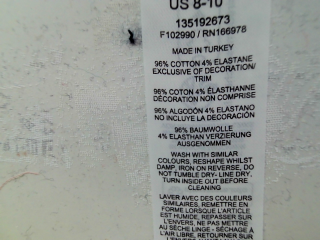 US 8-10
135192673
F102990 / RN166978
MADE IN TURKEY
96% COTTON 4% ELASTANE
EXCLUSIVE OF DECORATION/
TRIM
96% COTON 4% ÉLASTHANNE
DÉCORATION NON COMPRISE
96% ALGODÓN 4% ELASTANO
NO INCLUYE LA DECORACIÓN
96% BAUMWOLLE
4% ELASTHAN VERZIERUNG
AUSGENOMMEN
WASH WITH SIMILAR
COLOURS, RESHAPE WHILST
DAMP, IRON ON REVERSE, DO
NOT TUMBLE DRY- LINE DRY.
TURN INSIDE OUT BEFORE
CLEANING
LAVER AVEC DES COULEURS
SIMILAIRES, REMETTRE EN
FORME LORSQUE L'ARTICLE
EST HUMIDE, REPASSER SUR
L'ENVERS, NE PAS METTRE
AU SÈCHE LINGE - SÉCHAGE À
L'AIR LIBRE, RETOURNER SUR